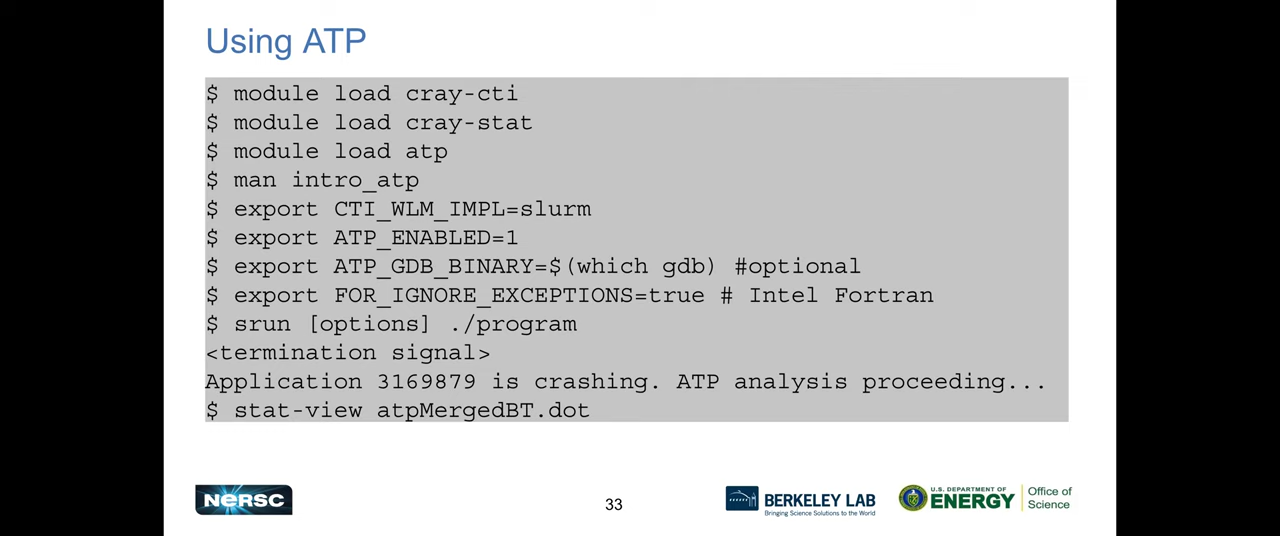 Using ATP
$ module load cray-cti
$ module load cray-stat
$ module load atp
$ man intro_atp
$ export CTI_WLM_IMPL=slurm
$ export ATP_ENABLED=1
$ export ATP_GDB_BINARY=$(which gdb) #optional
$ export FOR_IGNORE_EXCEPTIONS=true # Intel Fortran
$ srun [options] ./program
<termination signal>
Application 3169879 is crashing. ATP analysis proceeding...
$ stat-view atpMergedBT.dot
NERSC
33
BERKELEY LAB
Bringing Science Solutions to the World
U.S. DEPARTMENT OF
ENERGY
Office of
Science